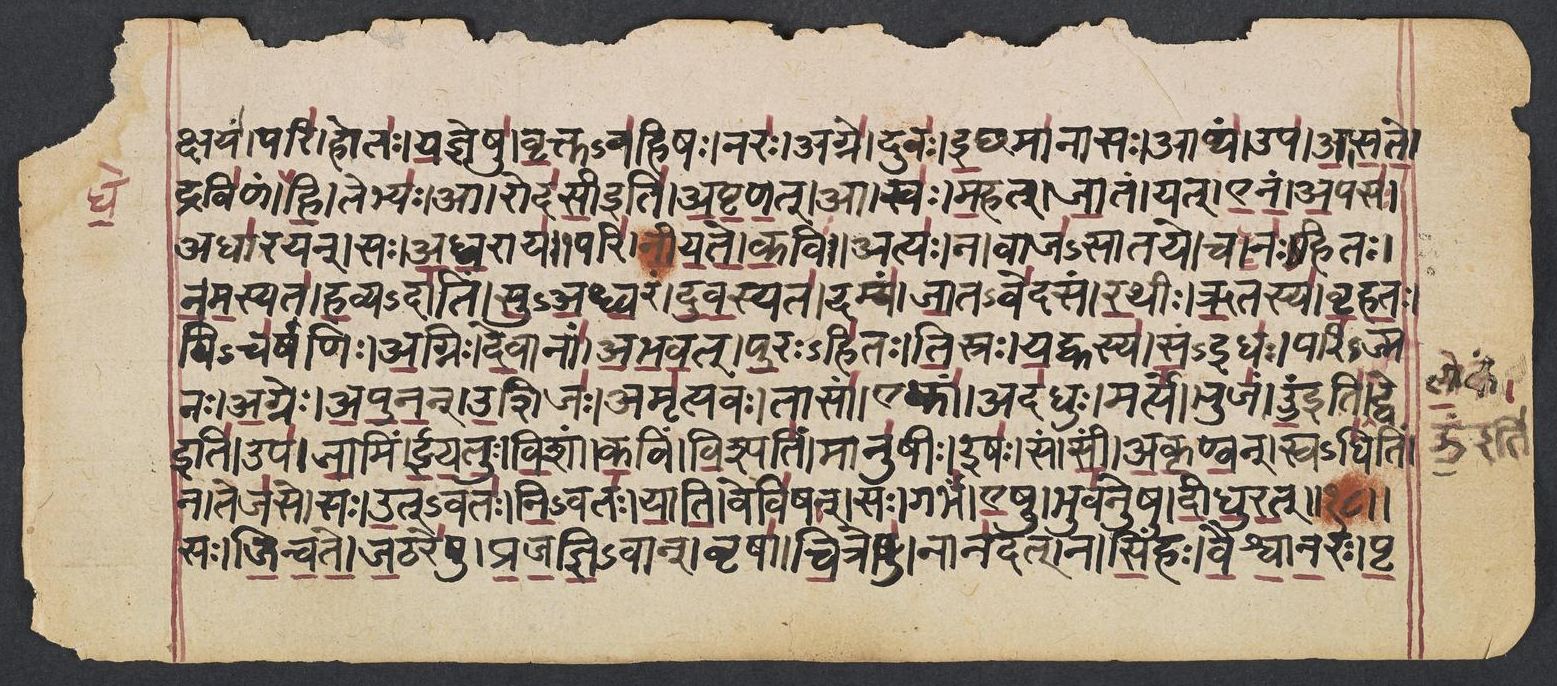 क्षयं।परि।होतः।यज्ञेषु।वृक्तऽबर्हिषः।नरः।अग्ने।दुवः।इछमानासः।आप्यं।उप।आसते।
द्रविणं।हि।तेभ्यः।आ।रोदसीइति।अपृणत्।आ।स्वः।महत्।जातं।यत्।एनं।अपसः।
धे
अधारयन्।सः।अध्वराय।परि।नीयते।कविः।अत्यः।न।वाजऽसातये।चनःऽहितः।
नमस्यत।हव्यऽदातिं।सुऽअध्वरं।दुवस्यत।दम्यं।जातऽवेदसं।रथीः।ऋतस्य।बृहतः।
विऽचर्षणिः।अग्निः।देवानां।अभवत्।पुरःऽहितः।तिस्रः।यह्वस्य।संऽइधः।परिऽज्म
नः।अग्नेः।अपुनन्।उशिजः।अमृत्यवः।तासां।एकां।अदधुः।मर्त्ये।भुजं।उंइति।द्वे
लोकं।
इति।उप।जामिं।ईयतुः।विशां।कविं।विश्पतिं।मानुषीः।इषः।सं।सीं।अकृण्वन्।स्वऽधितिं।
ऊंइति
न।तेजसे।सः।उत्ऽवतः।निऽवतः।याति।वेविषत्।सः।गर्भं।एषु।भुवनेषु।दीधरत्॥१८॥
सः।जिन्वते।जठरेषु।प्रजज्ञिऽवान्।वृषा।चित्रेषु।नानदत्।न।सिंहः।वैश्वानरः।पृ